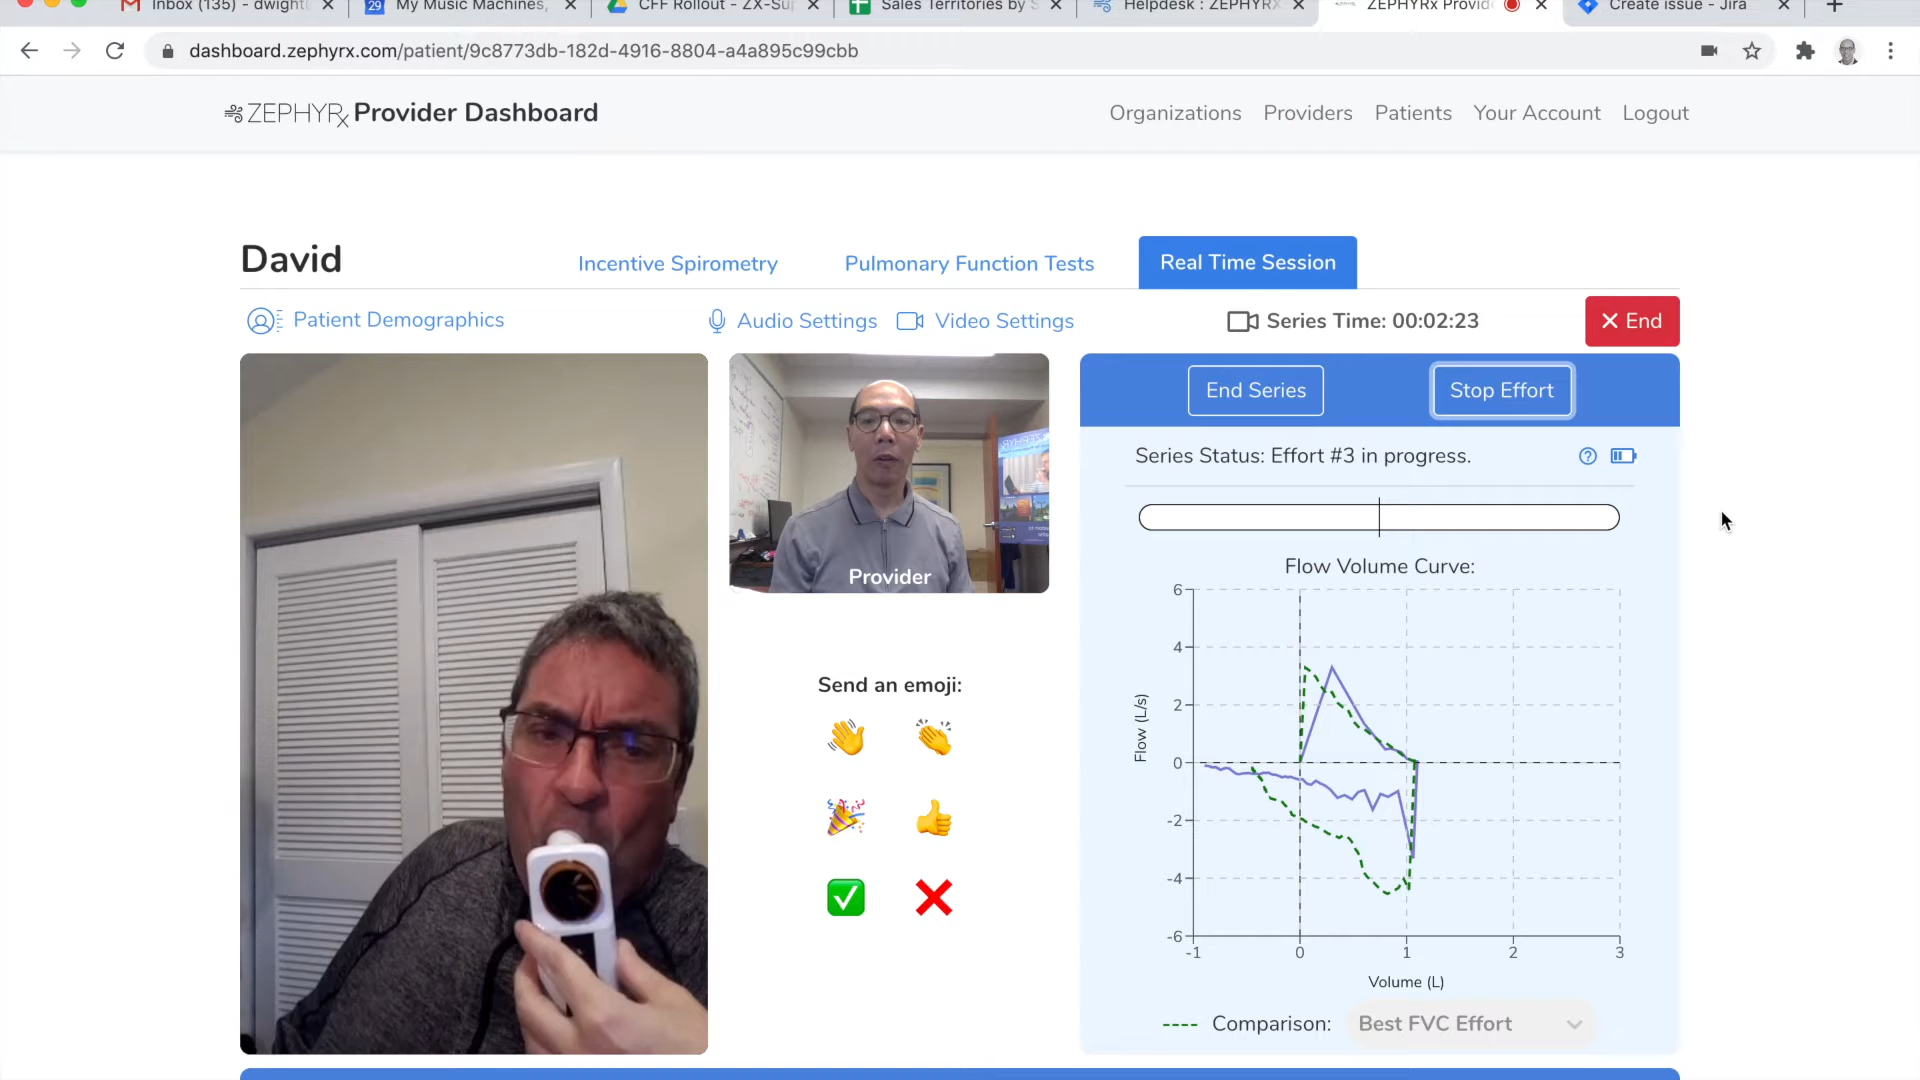 Inbox (135) - dwight
My Music Machines,
CFF Rollout - ZX-Su
Sales Territories by S
Helpdesk : ZEPHYRX
ZEPHYRx Provid
Create issue - Jira
dashboard.zephyrx.com/patient/9c8773db-182d-4916-8804-a4a895c99cbb
ZEPHYRx Provider Dashboard
Organizations
Providers
Patients
Your Account
Logout
David
Incentive Spirometry
Pulmonary Function Tests
Real Time Session
Patient Demographics
Audio Settings
Video Settings
Series Time: 00:02:23
End
Provider
Send an emoji:
End Series
Stop Effort
Series Status: Effort #3 in progress.
Flow Volume Curve:
6
4
2
0
-2
-4
-6
Flow (L/s)
-1
0
1
2
3
Volume (L)
Comparison:
Best FVC Effort